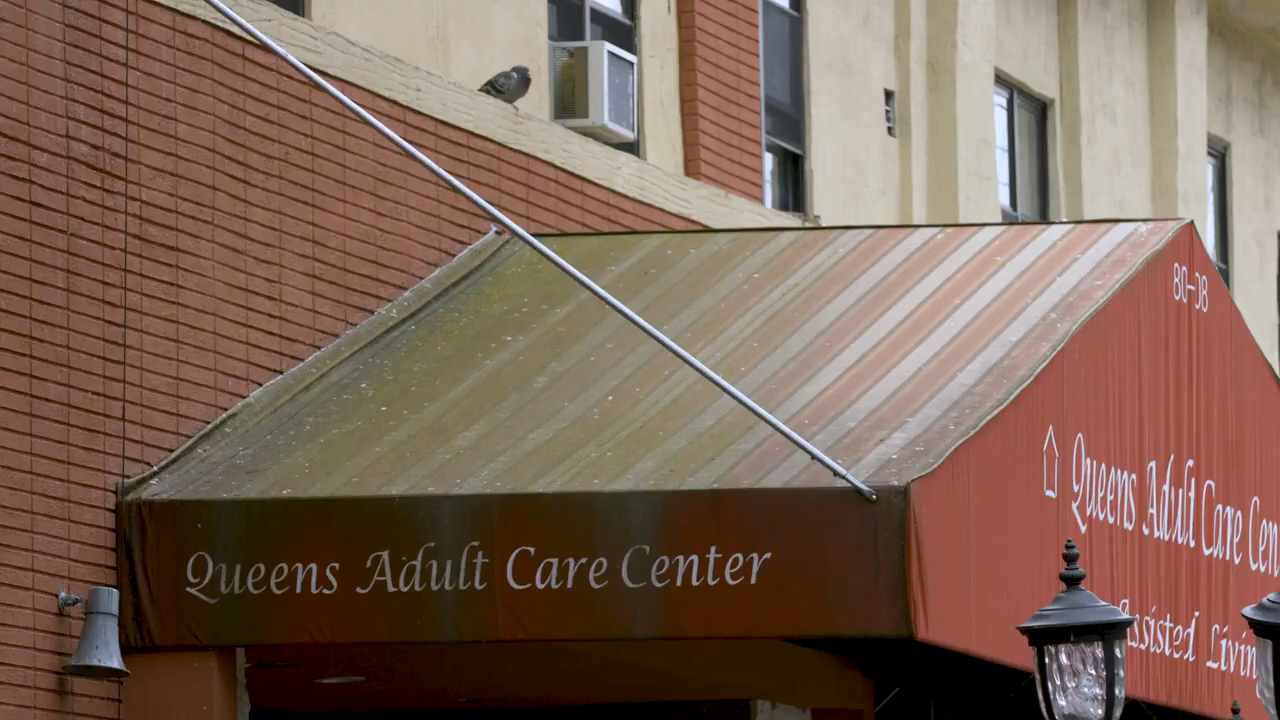 80-08
Queens Adult Care Center
Queens Adult Care Cen
Assisted Livin